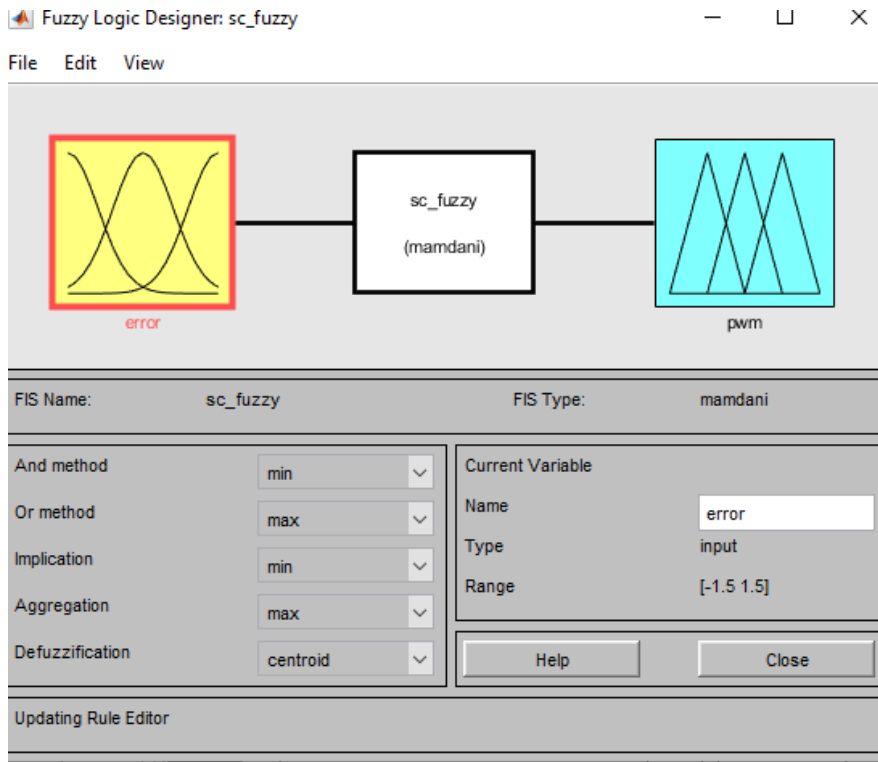 Fuzzy Logic Designer: sc_fuzzy
File Edit View
sc_fuzzy
(mamdani)
error
pwm
FIS Name: sc_fuzzy FIS Type: mamdani
And method min
Or method max
Implication min
Aggregation max
Defuzzification centroid
Current Variable
Name error
Type input
Range [-1.5 1.5]
Help Close
Updating Rule Editor